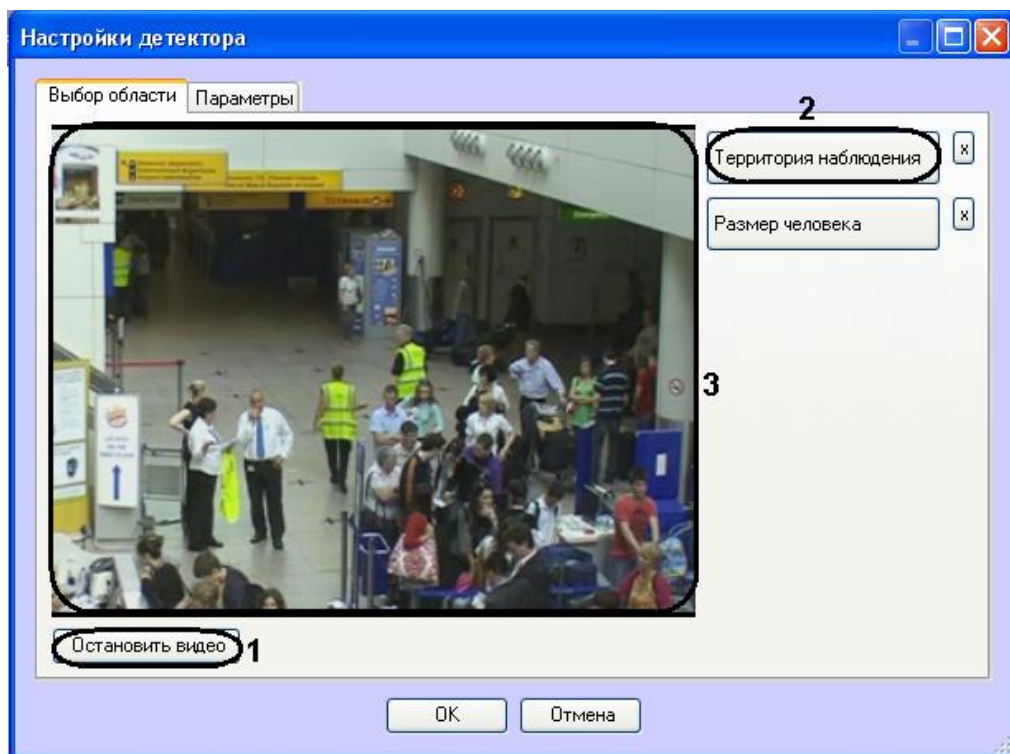 Настройки детектора
Выбор области
Параметры
2
Территория наблюдения
x
Размер человека
x
3
Остановить видео
1
OK
Отмена